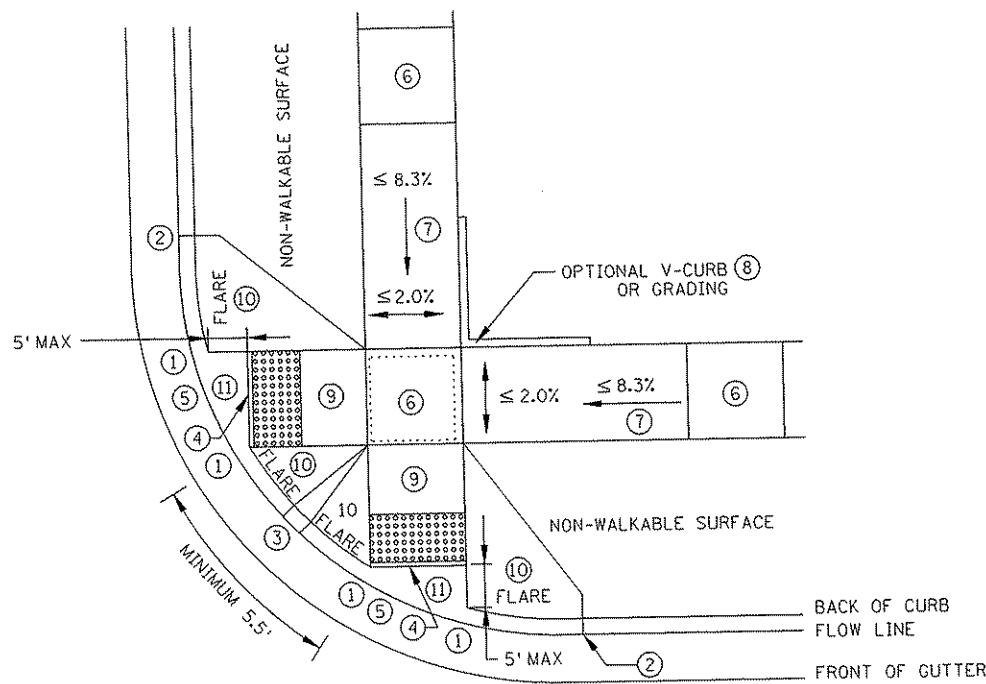 ⑥
NON-WALKABLE SURFACE
≤ 8.3%
⑦
②
OPTIONAL V-CURB ⑧
OR GRADING
FLARE
⑩
≤2.0%
5' MAX
①
⑤
⑪
⑨
⑥
≤ 2.0%
≤ 8.3%
⑦
⑥
④
①
⑩
FLARE
⑨
10
FLARE
③
NON-WALKABLE SURFACE
MINIMUM 5.5'
⑩
FLARE
⑪
①
⑤
④
①
BACK OF CURB
FLOW LINE
5' MAX
②
FRONT OF GUTTER